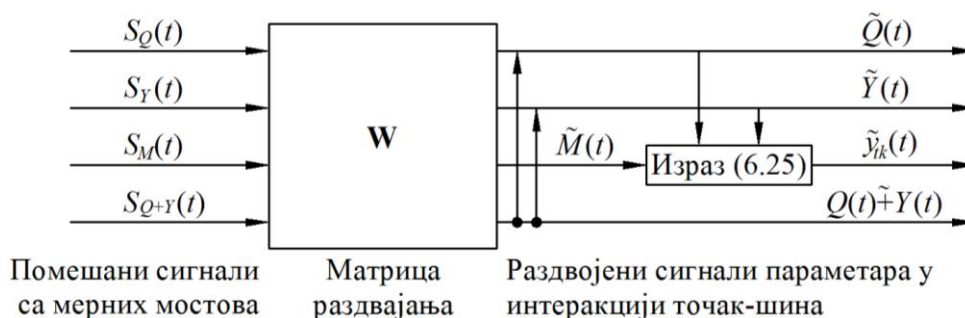 S_Q(t)
Q̃(t)
S_Y(t)
Ỹ(t)
W
S_M(t)
M̃(t)
Израз (6.25)
ỹ_tk(t)
S_{Q+Y}(t)
Q(t)+̃Y(t)
Помешани сигнали
са мерних мостова
Матрица
раздвајања
Раздвојени сигнали параметара у
интеракцији точак-шина